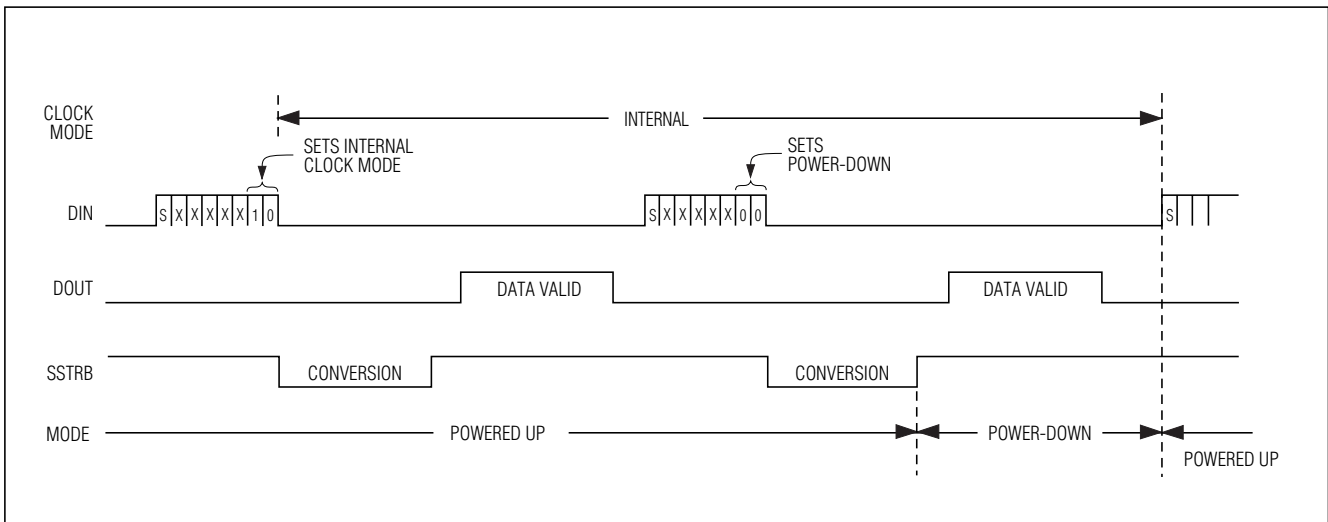 CLOCK
MODE
INTERNAL
SETS INTERNAL
CLOCK MODE
SETS
POWER-DOWN
DIN
S X X X X X 1 0
S X X X X X 0 0
S
DOUT
DATA VALID
DATA VALID
SSTRB
CONVERSION
CONVERSION
MODE
POWERED UP
POWER-DOWN
POWERED UP